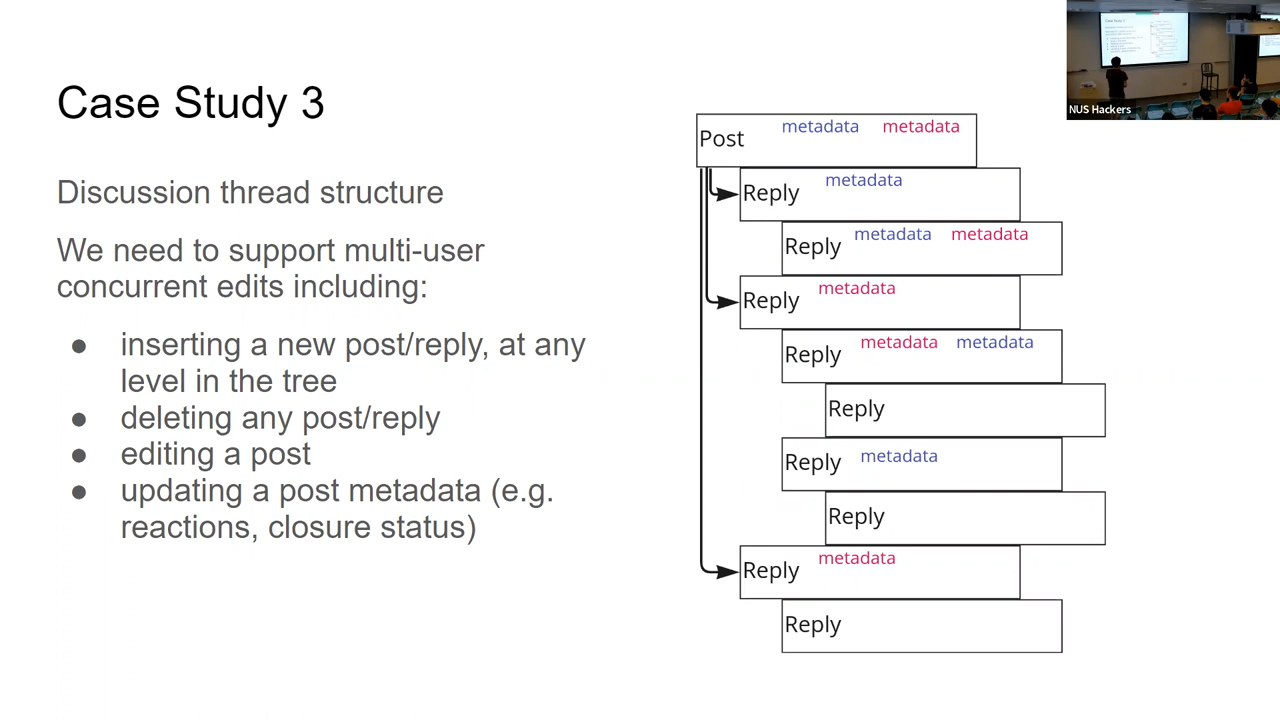 Case Study 3
Discussion thread structure
We need to support multi-user
concurrent edits including:
● inserting a new post/reply, at any
level in the tree
● deleting any post/reply
● editing a post
● updating a post metadata (e.g.
reactions, closure status)
Post metadata metadata
Reply metadata
Reply metadata metadata
Reply metadata
Reply metadata metadata
Reply
Reply metadata
Reply
Reply metadata
Reply
NUS Hackers